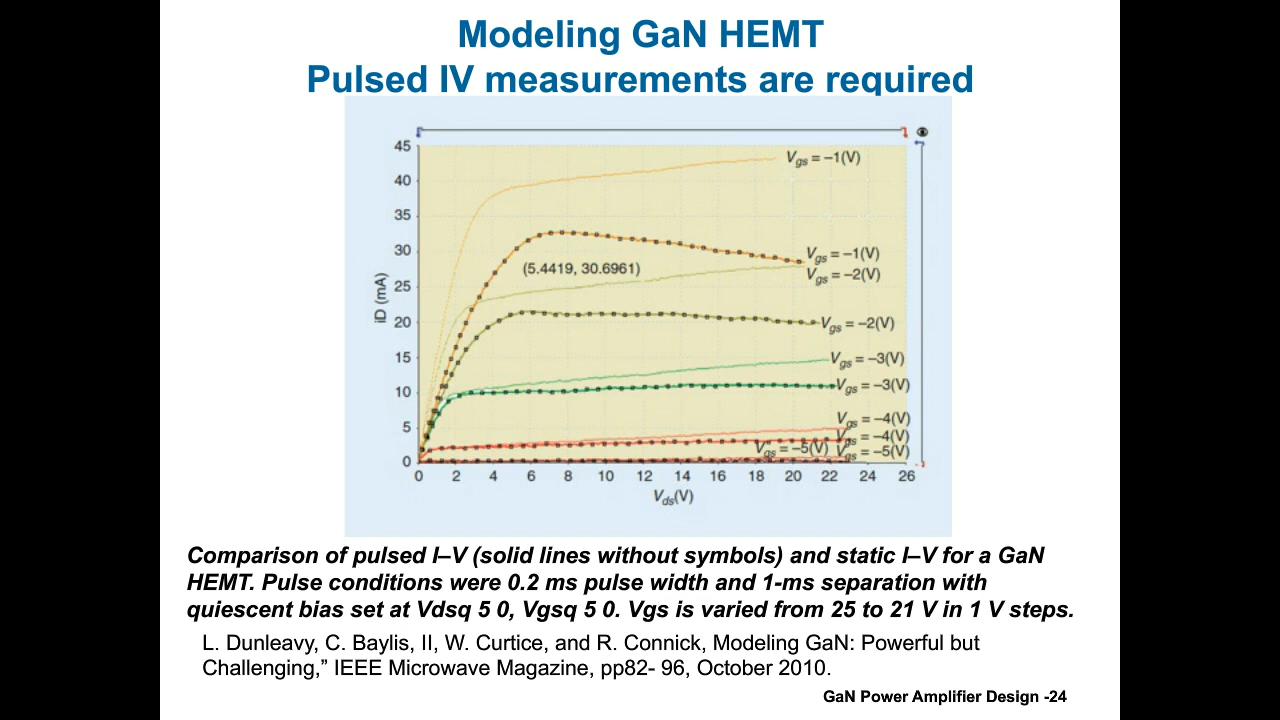 Modeling GaN HEMT
Pulsed IV measurements are required
45
40
35
30
25
20
15
10
5
0
iD (mA)
Vgs = –1(V)
Vgs = –1(V)
(5.4419, 30.6961)
Vgs = –2(V)
Vgs = –2(V)
Vgs = –3(V)
Vgs = –3(V)
Vgs = –4(V)
Vgs = –4(V)
Vgs = –5(V)
Vgs = –5(V)
0 2 4 6 8 10 12 14 16 18 20 22 24 26
Vds(V)
Comparison of pulsed I–V (solid lines without symbols) and static I–V for a GaN
HEMT. Pulse conditions were 0.2 ms pulse width and 1-ms separation with
quiescent bias set at Vdsq 5 0, Vgsq 5 0. Vgs is varied from 25 to 21 V in 1 V steps.
L. Dunleavy, C. Baylis, II, W. Curtice, and R. Connick, Modeling GaN: Powerful but
Challenging,” IEEE Microwave Magazine, pp82- 96, October 2010.
GaN Power Amplifier Design -24